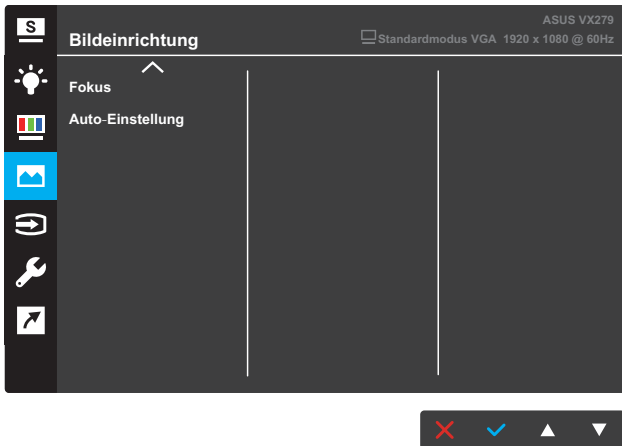 S
ASUS VX279
Bildeinrichtung
Standardmodus VGA 1920 x 1080 @ 60Hz
Fokus
Auto-Einstellung